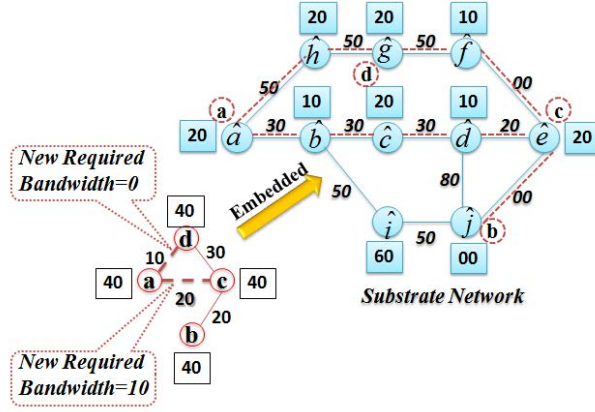 20 20 10
ĥ 50 ĝ 50 f̂
50 d 00
a 10 20 10 c
20 â 30 b̂ 30 ĉ 30 d̂ 20 ê 20
New Required
Bandwidth=0
50 80 00
Embedded
40
d
î 50 ĵ b
10 30
60 00
40 a c 40
20
Substrate Network
20
b
New Required
Bandwidth=10
40